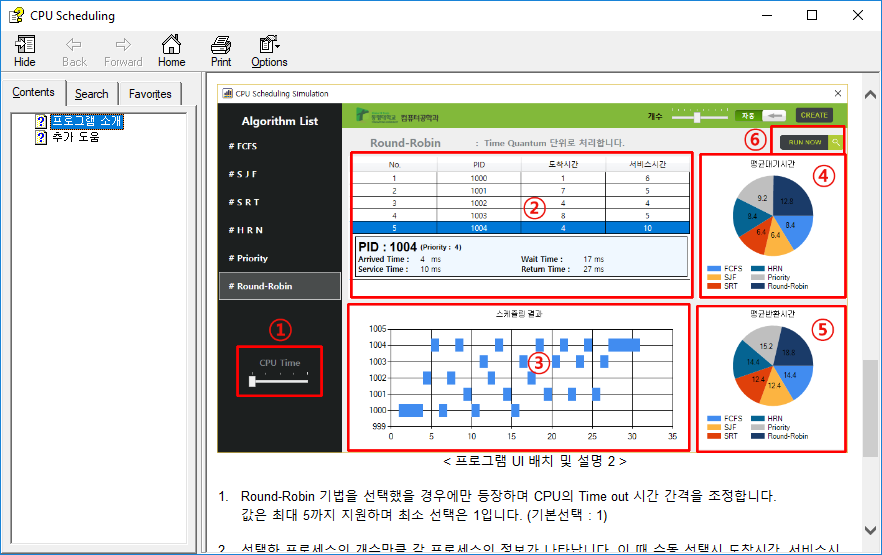 CPU Scheduling
Hide Back Forward Home Print Options
Contents Search Favorites
프로그램 소개
추가 도움
CPU Scheduling Simulation
Algorithm List
# FCFS
# S J F
# S R T
# H R N
# Priority
# Round-Robin
①
CPU Time
컴퓨터공학과
개수
자동
CREATE
Round-Robin : Time Quantum 단위로 처리합니다.
⑥
RUN NOW
No. PID 도착시간 서비스시간
1 1000 1 6
2 1001 7 5
3 1002 4 4
4 1003 8 5
5 1004 4 10
②
PID : 1004 (Priority : 4)
Arrived Time : 4 ms Wait Time : 17 ms
Service Time : 10 ms Return Time : 27 ms
평균대기시간
④
9.2 12.8
8.4 8.4
6.4 6.4
FCFS HRN
SJF Priority
SRT Round-Robin
스케쥴링 결과
③
1005
1004
1003
1002
1001
1000
999
0 5 10 15 20 25 30 35
평균반환시간
⑤
15.2 18.8
14.4 14.4
12.4 12.4
FCFS HRN
SJF Priority
SRT Round-Robin
< 프로그램 UI 배치 및 설명 2 >
1. Round-Robin 기법을 선택했을 경우에만 등장하며 CPU의 Time out 시간 간격을 조정합니다.
값은 최대 5까지 지원하며 최소 선택은 1입니다. (기본선택 : 1)
2. 선택한 프로세스의 개수만큼 각 프로세스의 정보가 나타납니다. 이 때 수동 선택시 도착시간, 서비스시